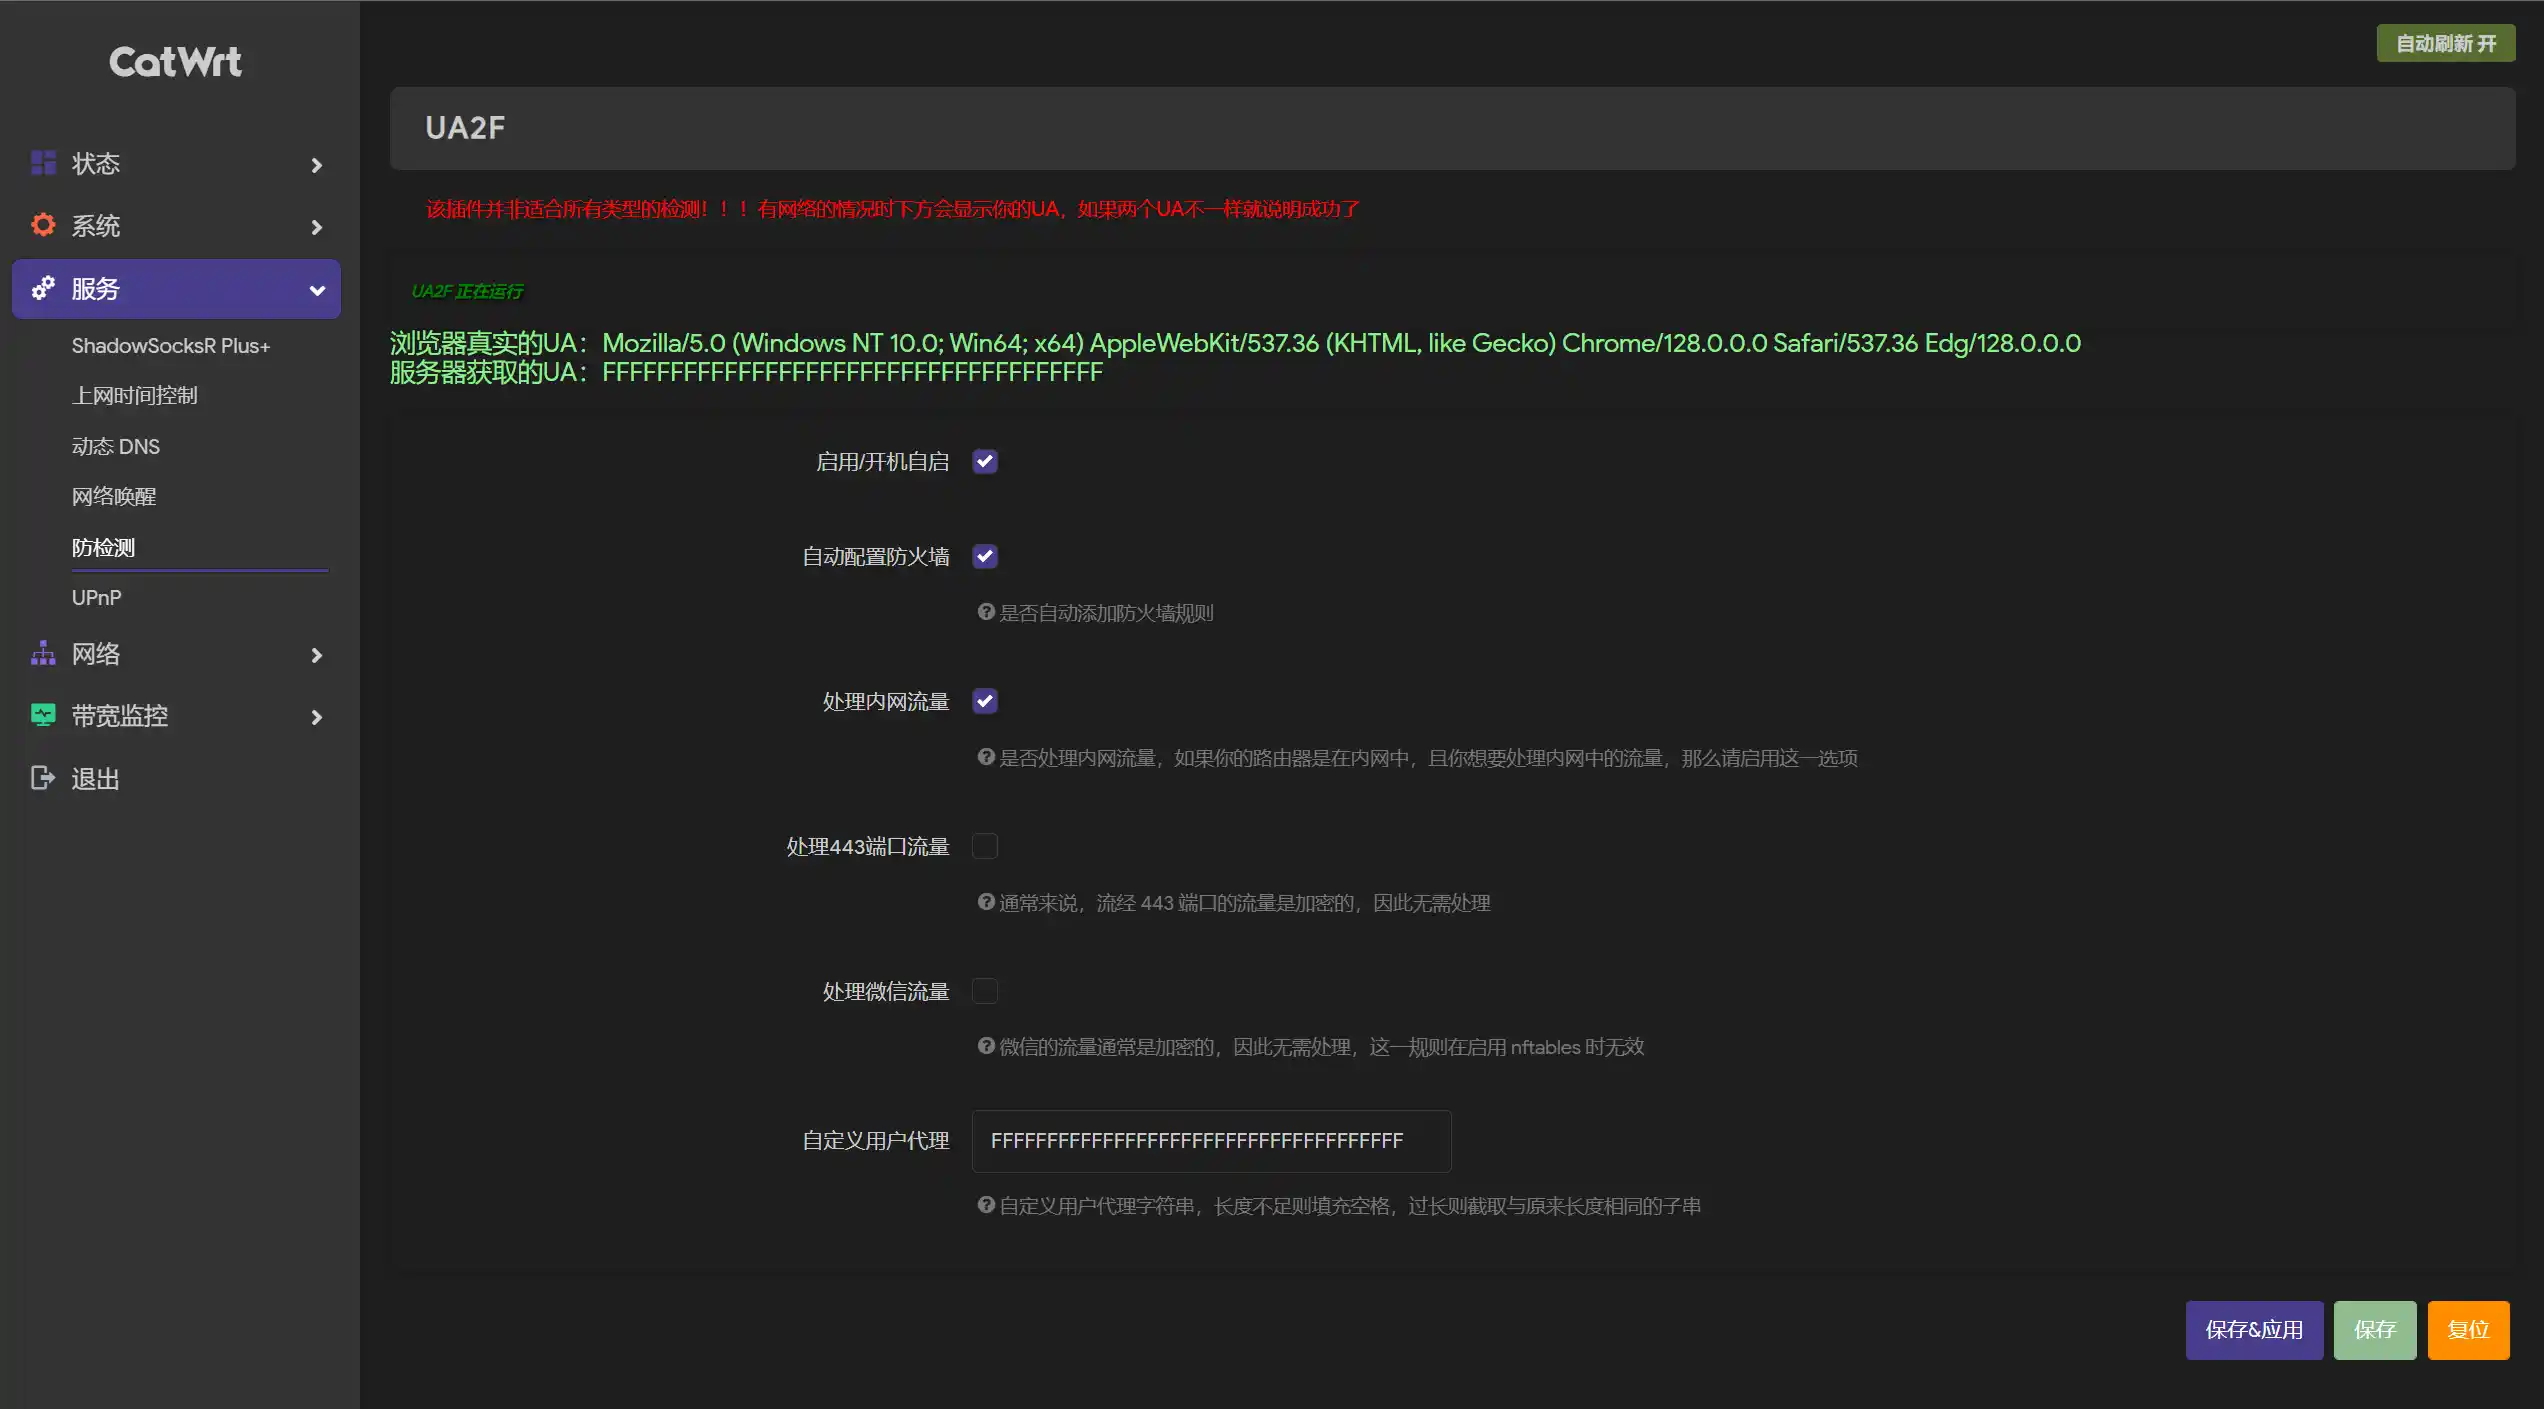 CatWrt
状态
系统
服务
ShadowSocksR Plus+
上网时间控制
动态 DNS
网络唤醒
防检测
UPnP
网络
带宽监控
退出
自动刷新 开
UA2F
该插件并非适合所有类型的检测！！！有网络的情况时下方会显示你的UA，如果两个UA不一样就说明成功了
UA2F 正在运行
浏览器真实的UA：Mozilla/5.0 (Windows NT 10.0; Win64; x64) AppleWebKit/537.36 (KHTML, like Gecko) Chrome/128.0.0.0 Safari/537.36 Edg/128.0.0.0
服务器获取的UA：FFFFFFFFFFFFFFFFFFFFFFFFFFFFFFFFFFFFF
启用/开机自启
自动配置防火墙
是否自动添加防火墙规则
处理内网流量
是否处理内网流量，如果你的路由器是在内网中，且你想要处理内网中的流量，那么请启用这一选项
处理443端口流量
通常来说，流经 443 端口的流量是加密的，因此无需处理
处理微信流量
微信的流量通常是加密的，因此无需处理，这一规则在启用 nftables 时无效
自定义用户代理
FFFFFFFFFFFFFFFFFFFFFFFFFFFFFFFFFFFFF
自定义用户代理字符串，长度不足则填充空格，过长则截取与原来长度相同的子串
保存&应用
保存
复位